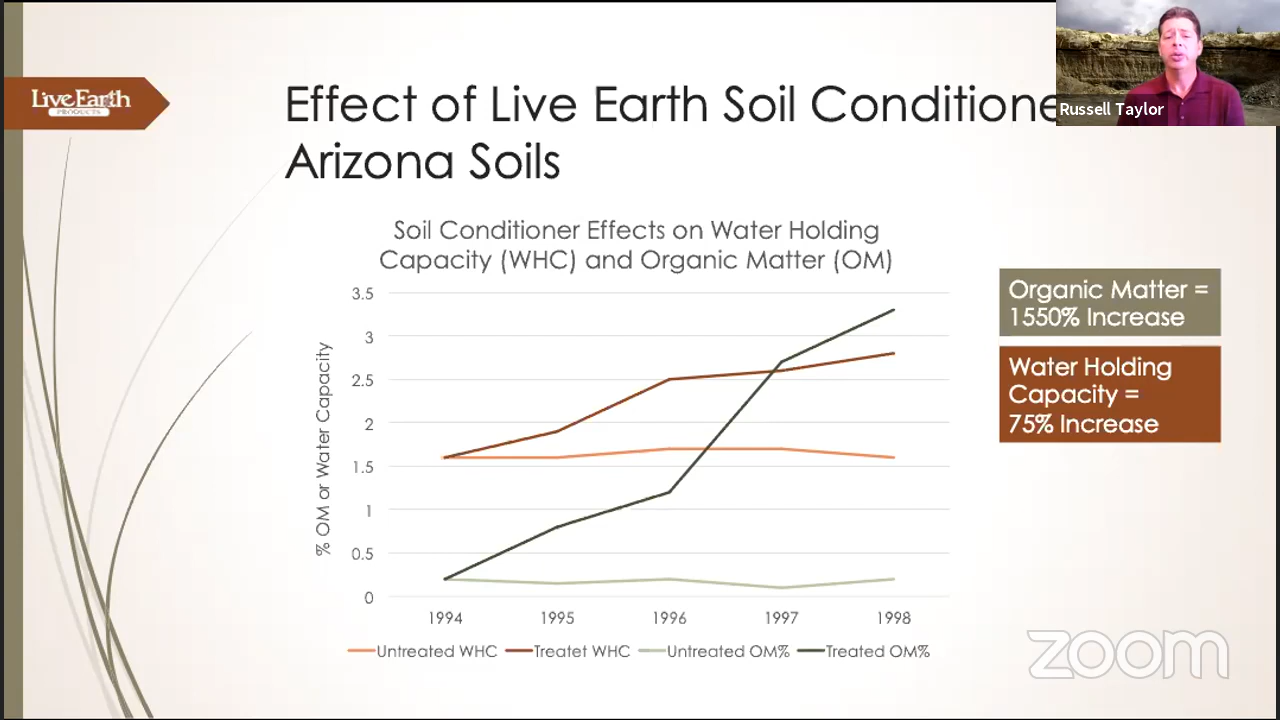 LiveEarth
PRODUCTS
Effect of Live Earth Soil Conditione
Arizona Soils
Russell Taylor
Soil Conditioner Effects on Water Holding
Capacity (WHC) and Organic Matter (OM)
% OM or Water Capacity
3.5
3
2.5
2
1.5
1
0.5
0
1994 1995 1996 1997 1998
Untreated WHC Treatet WHC Untreated OM% Treated OM%
Organic Matter =
1550% Increase
Water Holding
Capacity =
75% Increase
zoom